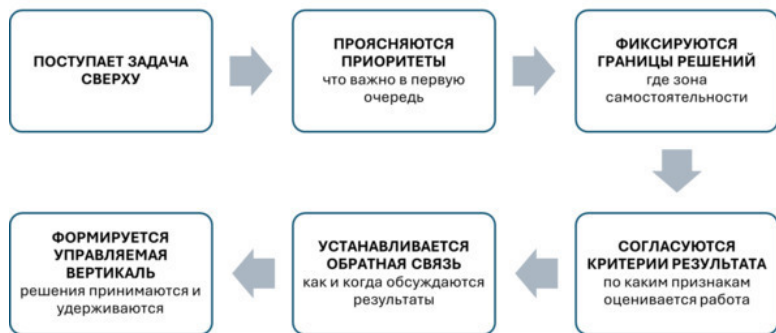 ПОСТУПАЕТ ЗАДАЧА
СВЕРХУ
ПРОЯСНЯЮТСЯ
ПРИОРИТЕТЫ
что важно в первую
очередь
ФИКСИРУЮТСЯ
ГРАНИЦЫ РЕШЕНИЙ
где зона
самостоятельности
СОГЛАСУЮТСЯ
КРИТЕРИИ РЕЗУЛЬТАТА
по каким признакам
оценивается работа
УСТАНАВЛИВАЕТСЯ
ОБРАТНАЯ СВЯЗЬ
как и когда обсуждаются
результаты
ФОРМИРУЕТСЯ
УПРАВЛЯЕМАЯ
ВЕРТИКАЛЬ
решения принимаются и
удерживаются